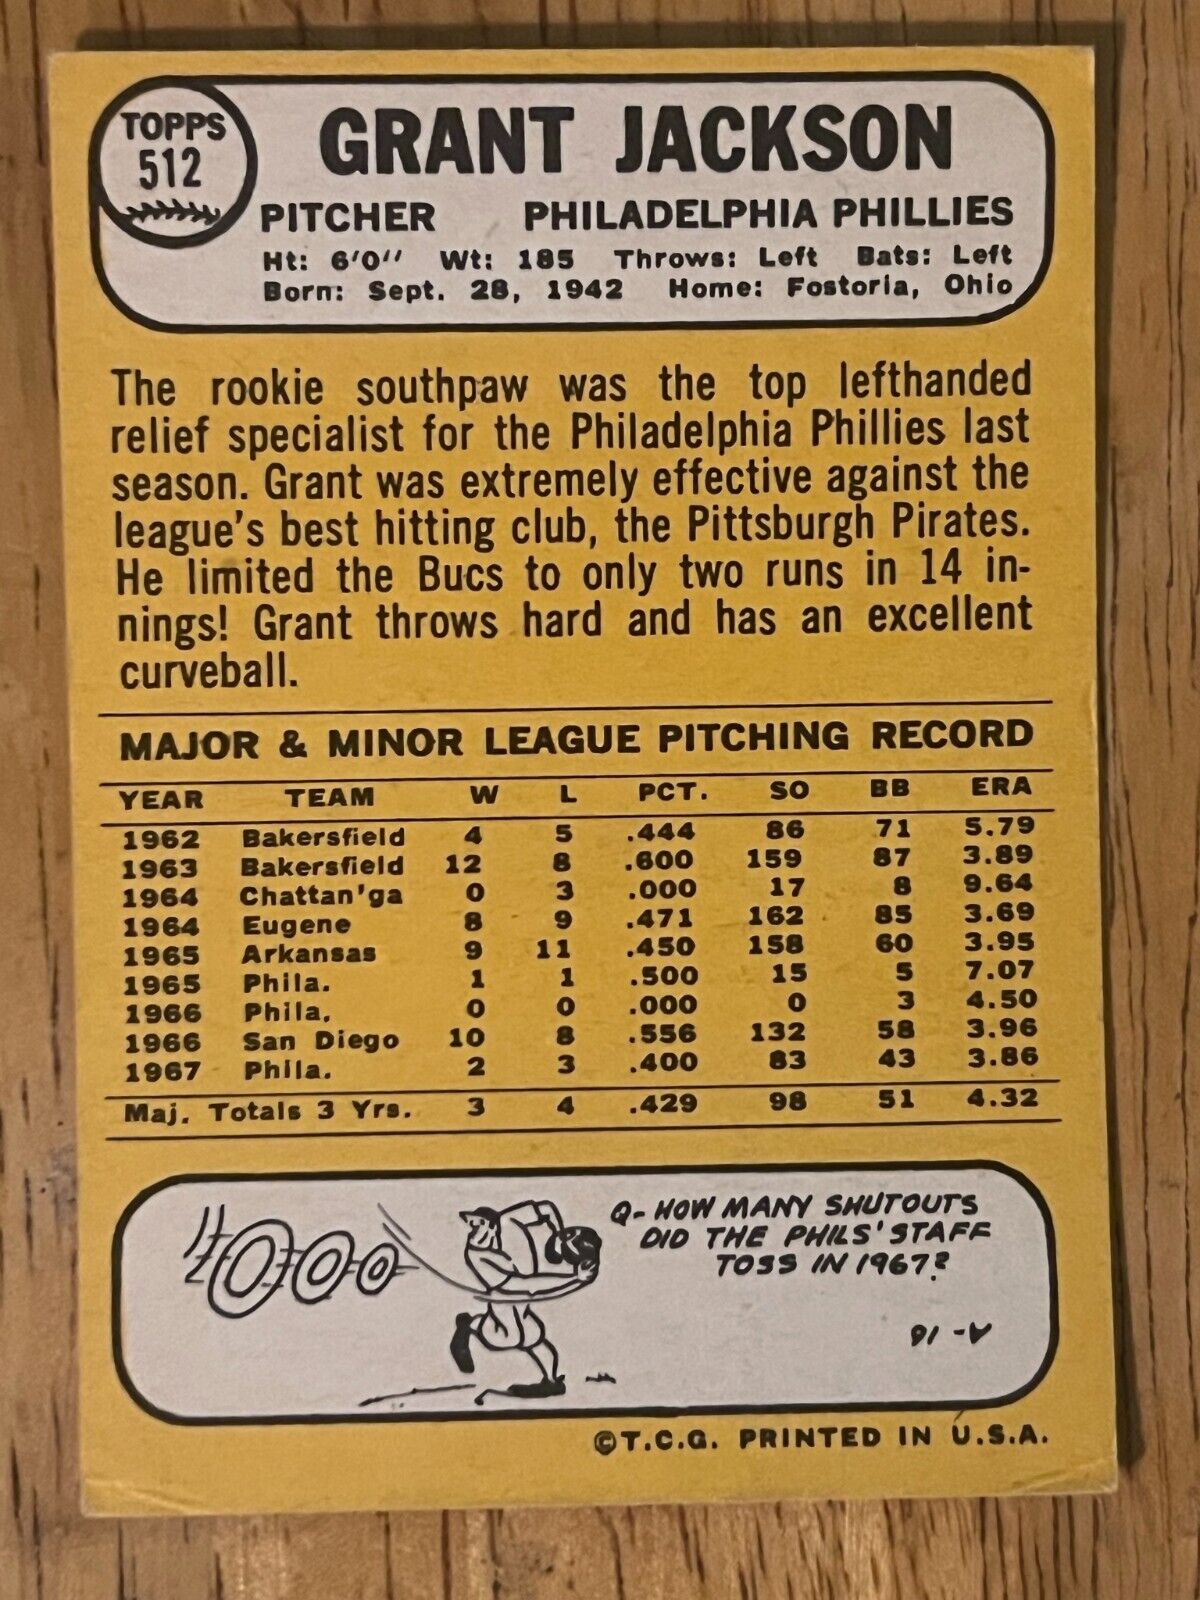 TOPPS
512
GRANT JACKSON
PITCHER PHILADELPHIA PHILLIES
Ht: 6'0" Wt: 185 Throws: Left Bats: Left
Born: Sept. 28, 1942 Home: Fostoria, Ohio
The rookie southpaw was the top lefthanded
relief specialist for the Philadelphia Phillies last
season. Grant was extremely effective against the
league's best hitting club, the Pittsburgh Pirates.
He limited the Bucs to only two runs in 14 in-
nings! Grant throws hard and has an excellent
curveball.
MAJOR & MINOR LEAGUE PITCHING RECORD
YEAR TEAM W L PCT. SO BB ERA
1962 Bakersfield 4 5 .444 86 71 5.79
1963 Bakersfield 12 8 .600 159 87 3.89
1964 Chattan'ga 0 3 .000 17 8 9.64
1964 Eugene 8 9 .471 162 85 3.69
1965 Arkansas 9 11 .450 158 60 3.95
1965 Phila. 1 1 .500 15 5 7.07
1966 Phila. 0 0 .000 0 3 4.50
1966 San Diego 10 8 .556 132 58 3.96
1967 Phila. 2 3 .400 83 43 3.86
Maj. Totals 3 Yrs. 3 4 .429 98 51 4.32
Q- HOW MANY SHUTOUTS
DID THE PHILS' STAFF
TOSS IN 1967?
A- 16
©T.C.G. PRINTED IN U.S.A.